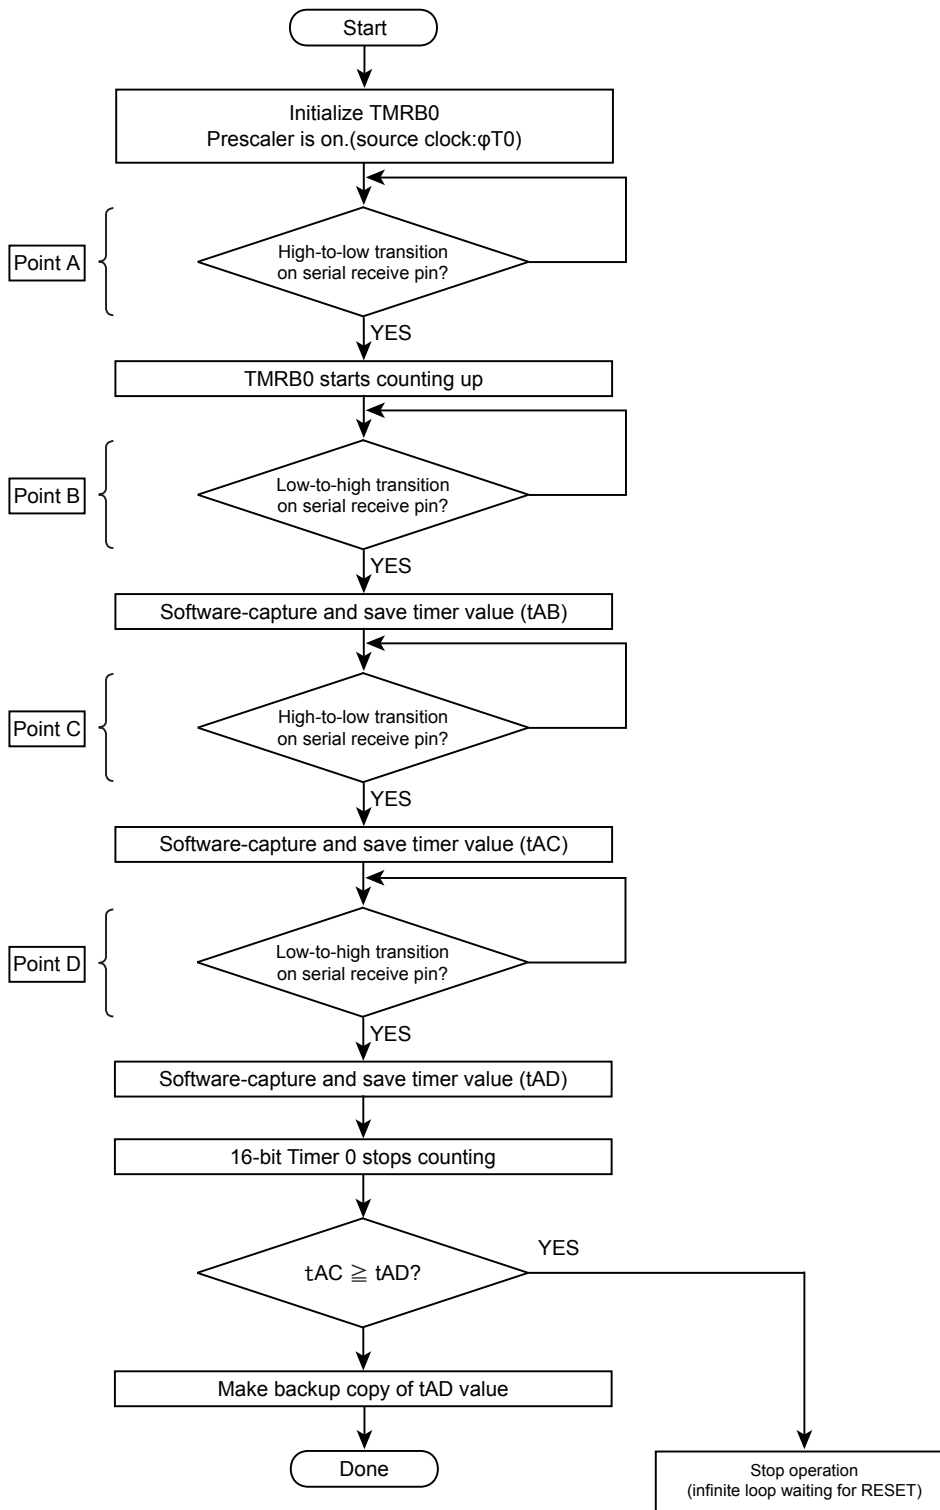 Start
Initialize TMRB0
Prescaler is on.(source clock:φT0)
Point A
High-to-low transition
on serial receive pin?
YES
TMRB0 starts counting up
Point B
Low-to-high transition
on serial receive pin?
YES
Software-capture and save timer value (tAB)
Point C
High-to-low transition
on serial receive pin?
YES
Software-capture and save timer value (tAC)
Point D
Low-to-high transition
on serial receive pin?
YES
Software-capture and save timer value (tAD)
16-bit Timer 0 stops counting
YES
tAC ≧ tAD?
Make backup copy of tAD value
Done
Stop operation
(infinite loop waiting for RESET)